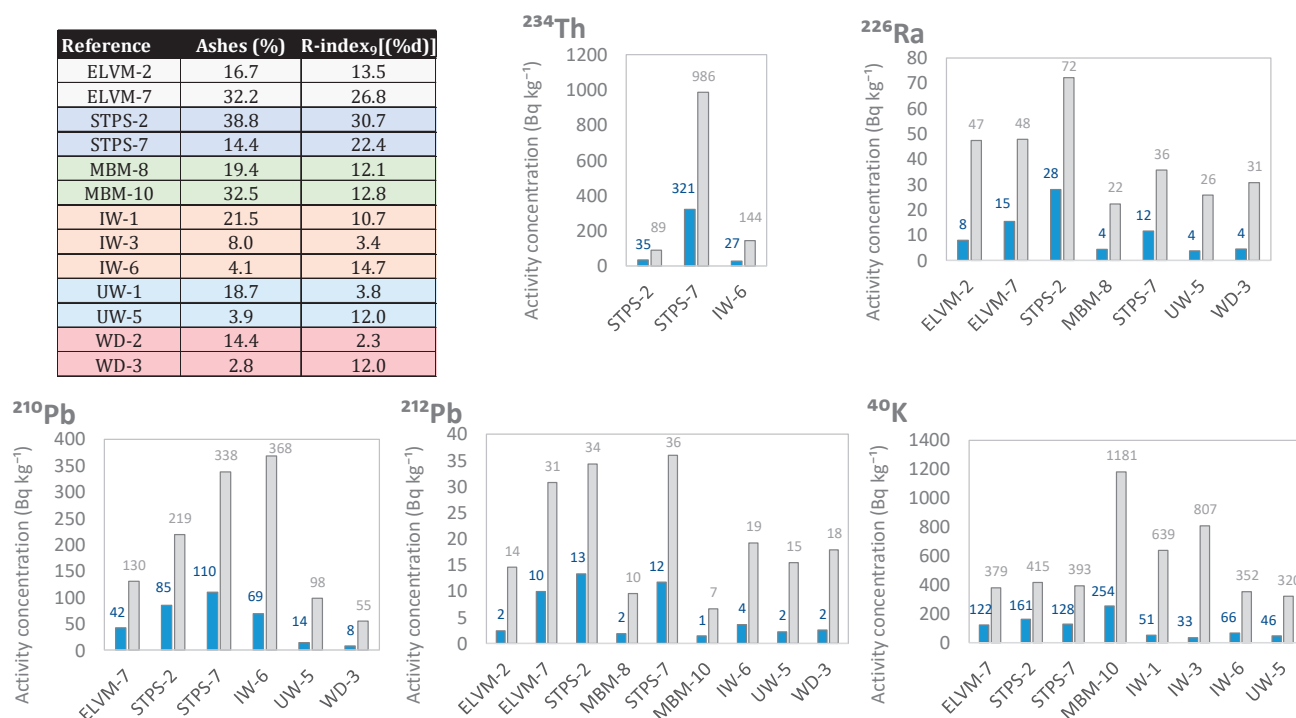 Reference Ashes (%) R-index₉[(%d)]
ELVM-2 16.7 13.5
ELVM-7 32.2 26.8
STPS-2 38.8 30.7
STPS-7 14.4 22.4
MBM-8 19.4 12.1
MBM-10 32.5 12.8
IW-1 21.5 10.7
IW-3 8.0 3.4
IW-6 4.1 14.7
UW-1 18.7 3.8
UW-5 3.9 12.0
WD-2 14.4 2.3
WD-3 2.8 12.0
²³⁴Th
Activity concentration (Bq kg⁻¹)
1200
1000
800
600
400
200
0
35 89 321 986 27 144
STPS-2 STPS-7 IW-6
²²⁶Ra
Activity concentration (Bq kg⁻¹)
80
70
60
50
40
30
20
10
0
8 47 15 48 28 72 4 22 12 36 4 26 4 31
ELVM-2 ELVM-7 STPS-2 MBM-8 STPS-7 UW-5 WD-3
²¹⁰Pb
Activity concentration (Bq kg⁻¹)
400
350
300
250
200
150
100
50
0
42 130 85 219 110 338 69 368 14 98 8 55
ELVM-7 STPS-2 STPS-7 IW-6 UW-5 WD-3
²¹²Pb
Activity concentration (Bq kg⁻¹)
40
35
30
25
20
15
10
5
0
2 14 10 31 13 34 2 10 12 36 1 7 4 19 2 15 2 18
ELVM-2 ELVM-7 STPS-2 MBM-8 STPS-7 MBM-10 IW-6 UW-5 WD-3
⁴⁰K
Activity concentration (Bq kg⁻¹)
1400
1200
1000
800
600
400
200
0
122 379 161 415 128 393 254 1181 51 639 33 807 66 352 46 320
ELVM-7 STPS-2 STPS-7 MBM-10 IW-1 IW-3 IW-6 UW-5